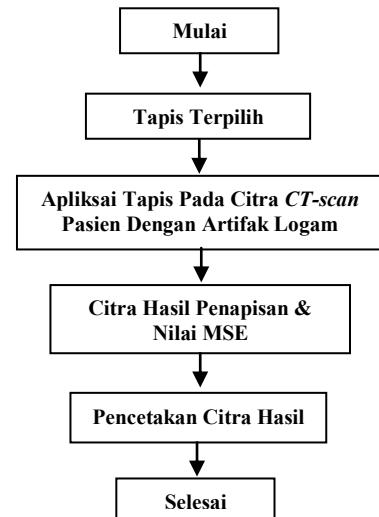 Mulai
Tapis Terpilih
Apliksai Tapis Pada Citra CT-scan
Pasien Dengan Artifak Logam
Citra Hasil Penapisan &
Nilai MSE
Pencetakan Citra Hasil
Selesai